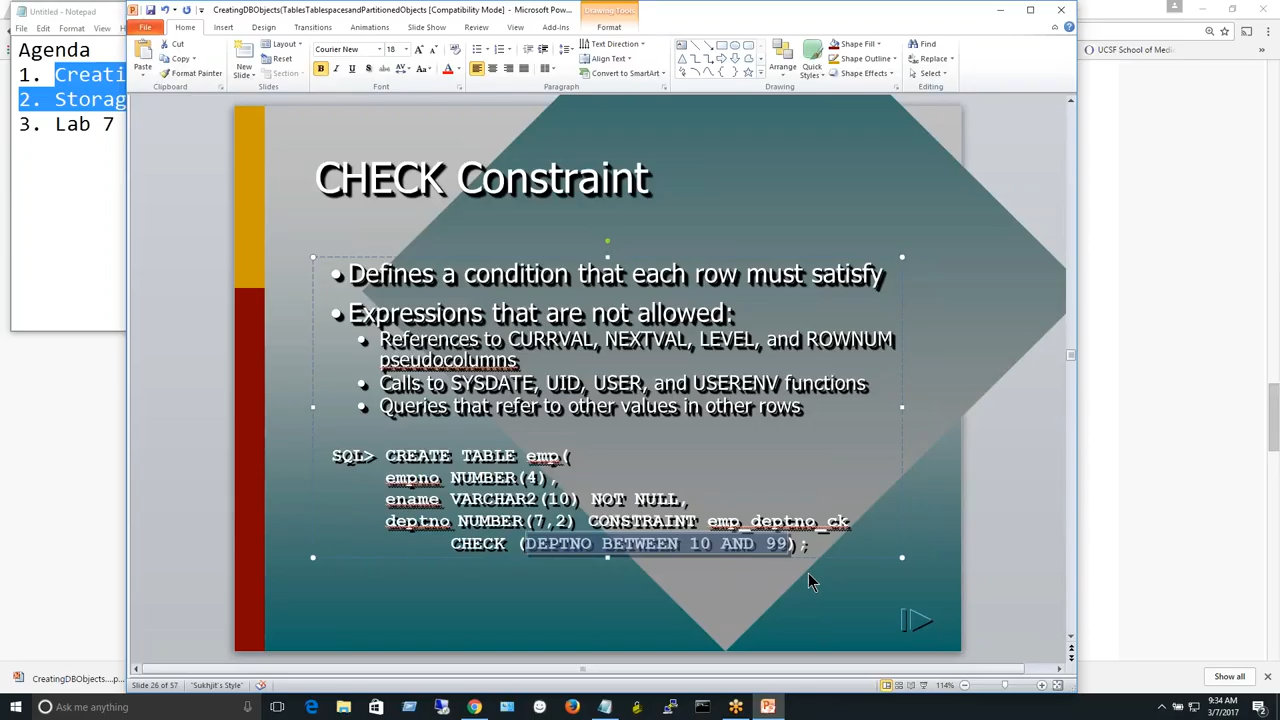 Untitled - Notepad
File Edit Format View
Agenda
1. Creati
2. Storag
3. Lab 7
CreatingDBObjects(TablesTablespacesandPartitionedObjects [Compatibility Mode] - Microsoft Pow...
Drawing Tools
File Home Insert Design Transitions Animations Slide Show Review View Add-Ins Format
Paste
Cut
Copy
Format Painter
Clipboard
New Slide
Layout
Reset
Section
Slides
Courier New 18
Font
Paragraph
Text Direction
Align Text
Convert to SmartArt
Arrange
Quick Styles
Shape Fill
Shape Outline
Shape Effects
Drawing
Find
Replace
Select
Editing
UCSF School of Medi
CHECK Constraint
• Defines a condition that each row must satisfy
• Expressions that are not allowed:
• References to CURRVAL, NEXTVAL, LEVEL, and ROWNUM
pseudocolumns
• Calls to SYSDATE, UID, USER, and USERENV functions
• Queries that refer to other values in other rows
SQL> CREATE TABLE emp(
empno NUMBER(4),
ename VARCHAR2(10) NOT NULL,
deptno NUMBER(7,2) CONSTRAINT emp_deptno_ck
CHECK (DEPTNO BETWEEN 10 AND 99);
CreatingDBObjects....p...
Show all
Slide 26 of 57 "Sukhjit's Style" 114%
Ask me anything
9:34 AM
3/7/2017